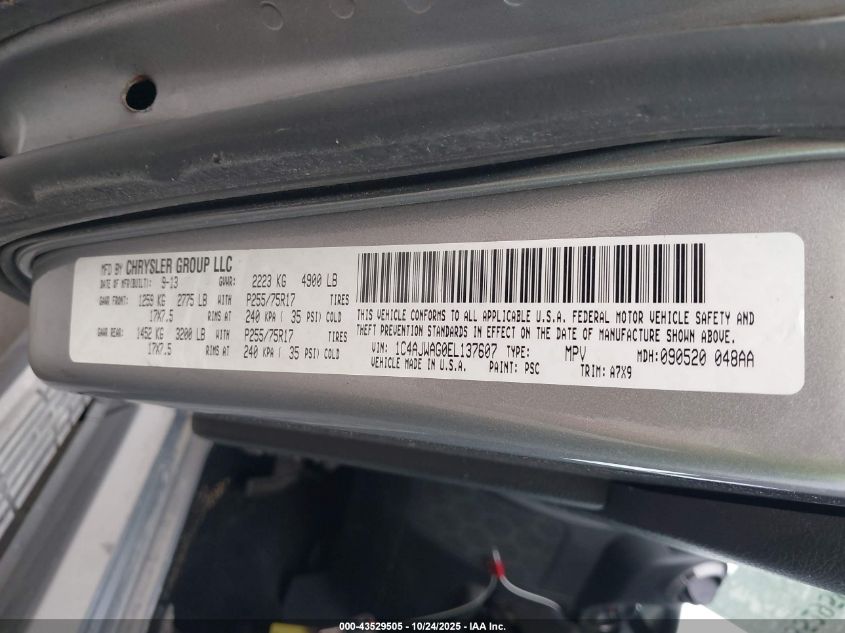 MFD BY CHRYSLER GROUP LLC
DATE OF MFR(BUILT): 9-13 GVWR: 2223 KG 4900 LB
GAWR FRONT: 1259 KG 2775 LB WITH P255/75R17 TIRES
17X7.5 RIMS AT 240 KPA ( 35 PSI) COLD
GAWR REAR: 1452 KG 3200 LB WITH P255/75R17 TIRES
17X7.5 RIMS AT 240 KPA ( 35 PSI) COLD
THIS VEHICLE CONFORMS TO ALL APPLICABLE U.S.A. FEDERAL MOTOR VEHICLE SAFETY AND
THEFT PREVENTION STANDARDS IN EFFECT ON THE DATE OF MANUFACTURE SHOWN ABOVE.
VIN: 1C4AJWAG0EL137607 TYPE: MPV MDH: 090520 048AA
VEHICLE MADE IN U.S.A. PAINT: PSC TRIM: A7X9
000-43529505 - 10/24/2025 - IAA Inc.